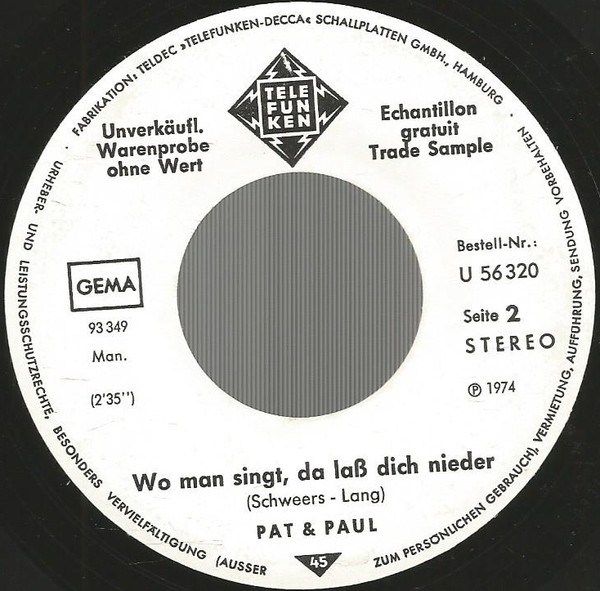 FABRIKATION: TELDEC »TELEFUNKEN-DECCA« SCHALLPLATTEN GMBH., HAMBURG ·
URHEBER- UND LEISTUNGSSCHUTZRECHTE, BESONDERS VERVIELFÄLTIGUNG (AUSSER ZUM PERSÖNLICHEN GEBRAUCH), VERMIETUNG, AUFFÜHRUNG, SENDUNG VORBEHALTEN ·
TELE
FUN
KEN
Unverkäufl.
Warenprobe
ohne Wert
Echantillon
gratuit
Trade Sample
GEMA
93 349
Man.
(2'35'')
Bestell-Nr.:
U 56 320
Seite 2
STEREO
Ⓟ 1974
Wo man singt, da laß dich nieder
(Schweers - Lang)
PAT & PAUL
45